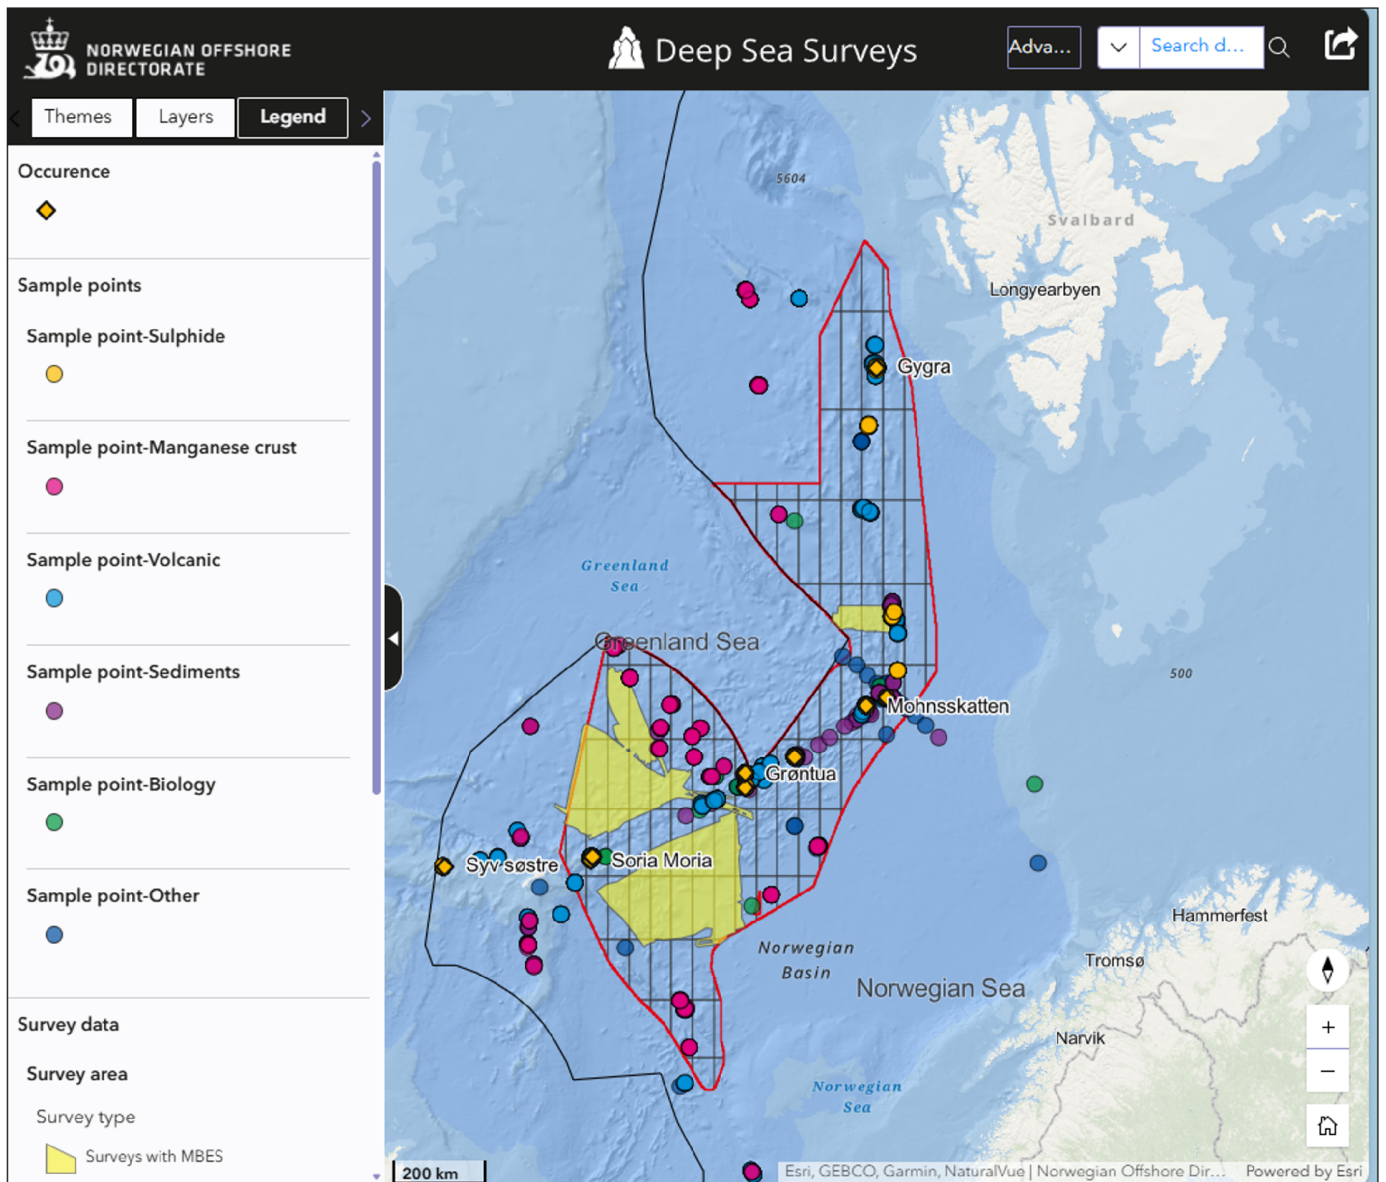 NORWEGIAN OFFSHORE
DIRECTORATE
Deep Sea Surveys
Adva...
Search d...
Themes
Layers
Legend
Occurence
Sample points
Sample point-Sulphide
Sample point-Manganese crust
Sample point-Volcanic
Sample point-Sediments
Sample point-Biology
Sample point-Other
Survey data
Survey area
Survey type
Surveys with MBES
5604
Svalbard
Longyearbyen
Gygra
Greenland
Sea
Greenland Sea
500
Mohnsskatten
Grøntua
Syv søstre
Soria Moria
Hammerfest
Norwegian
Basin
Tromsø
Norwegian Sea
Narvik
Norwegian
Sea
200 km
Esri, GEBCO, Garmin, NaturalVue | Norwegian Offshore Dir...
Powered by Esri